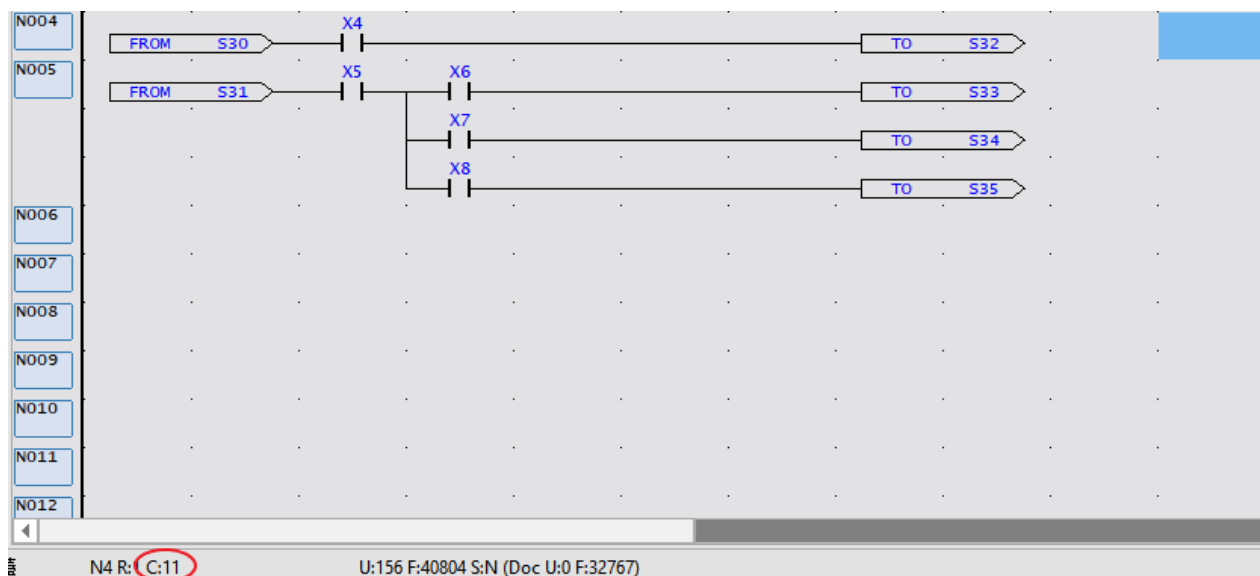 N004
X4
FROM S30 TO S32
N005
X5 X6
FROM S31 TO S33
X7
TO S34
X8
TO S35
N006
N007
N008
N009
N010
N011
N012
N4 R: C:11 U:156 F:40804 S:N (Doc U:0 F:32767)